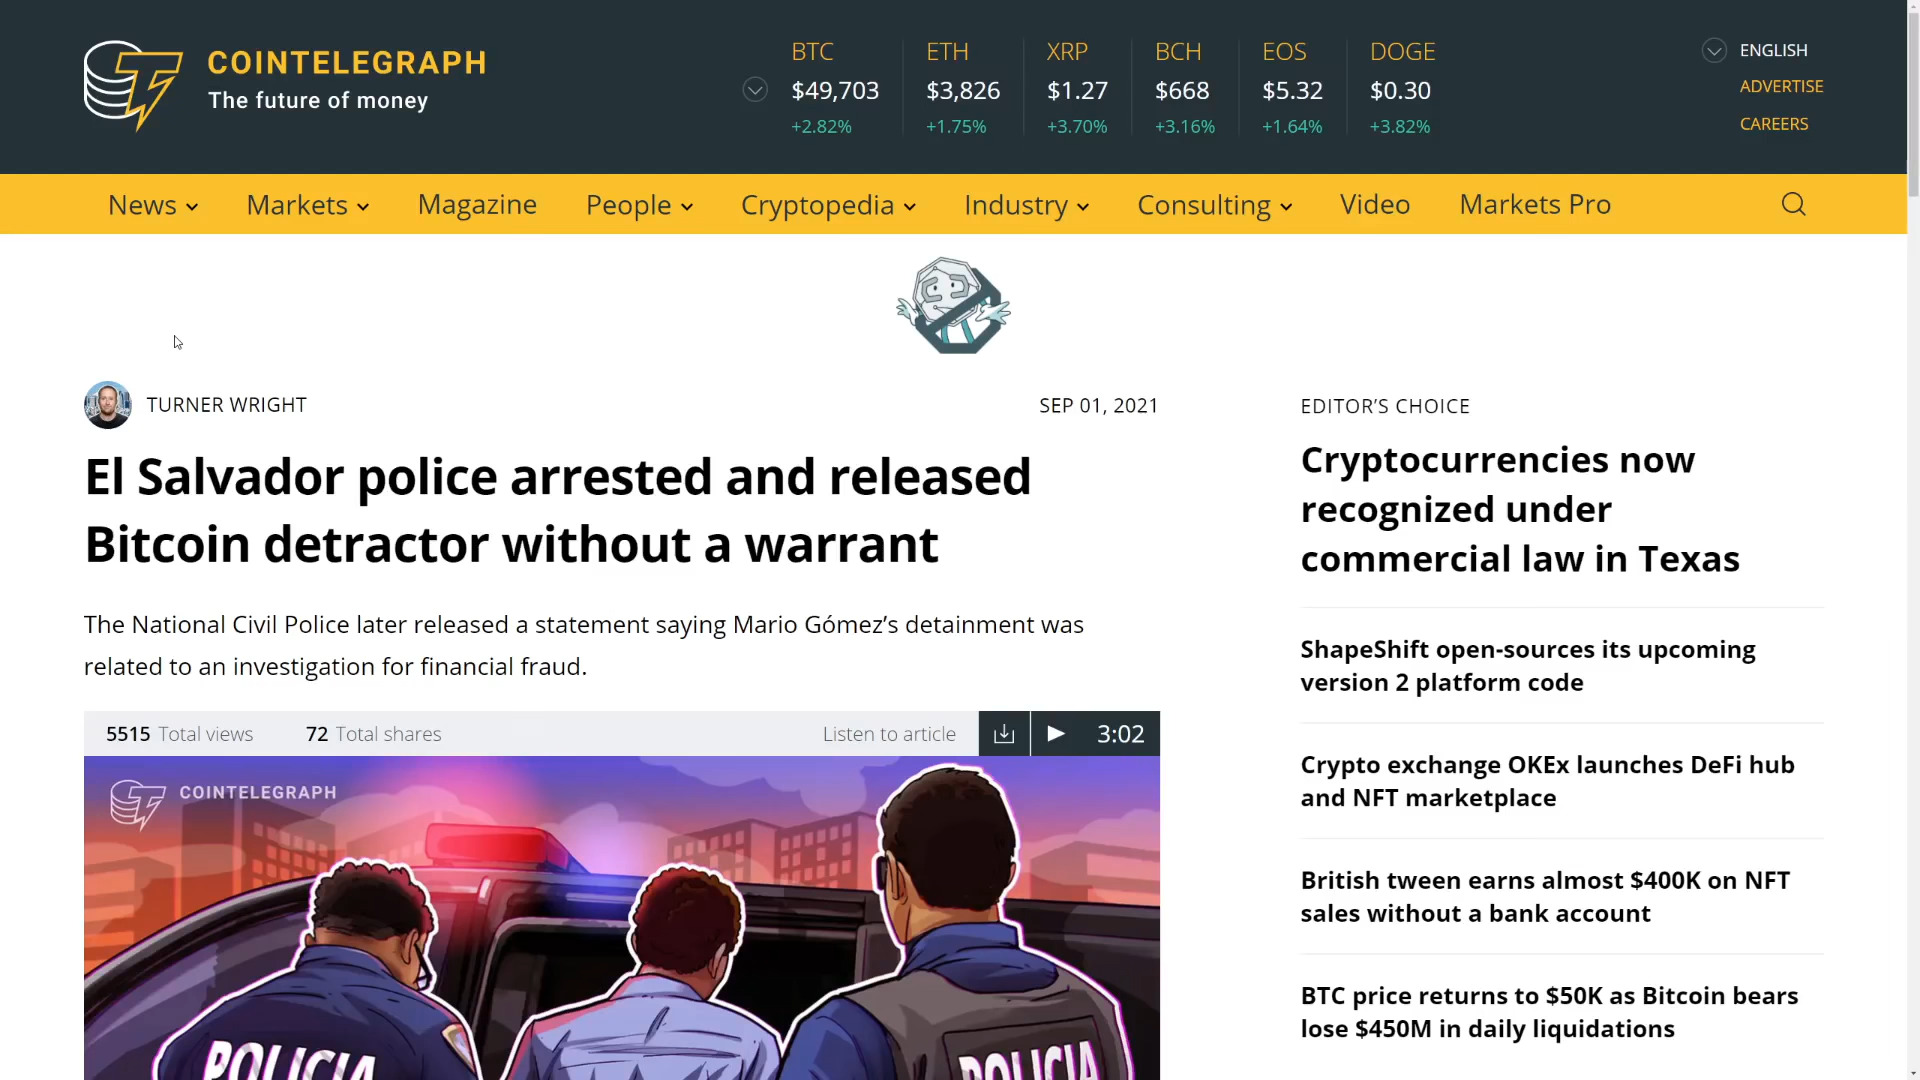 COINTELEGRAPH
The future of money
BTC
$49,703
+2.82%
ETH
$3,826
+1.75%
XRP
$1.27
+3.70%
BCH
$668
+3.16%
EOS
$5.32
+1.64%
DOGE
$0.30
+3.82%
ENGLISH
ADVERTISE
CAREERS
News Markets Magazine People Cryptopedia Industry Consulting Video Markets Pro
TURNER WRIGHT
SEP 01, 2021
El Salvador police arrested and released
Bitcoin detractor without a warrant
The National Civil Police later released a statement saying Mario Gómez’s detainment was
related to an investigation for financial fraud.
5515 Total views 72 Total shares Listen to article 3:02
COINTELEGRAPH
POLICIA
POLICIA
EDITOR’S CHOICE
Cryptocurrencies now
recognized under
commercial law in Texas
ShapeShift open-sources its upcoming
version 2 platform code
Crypto exchange OKEx launches DeFi hub
and NFT marketplace
British tween earns almost $400K on NFT
sales without a bank account
BTC price returns to $50K as Bitcoin bears
lose $450M in daily liquidations